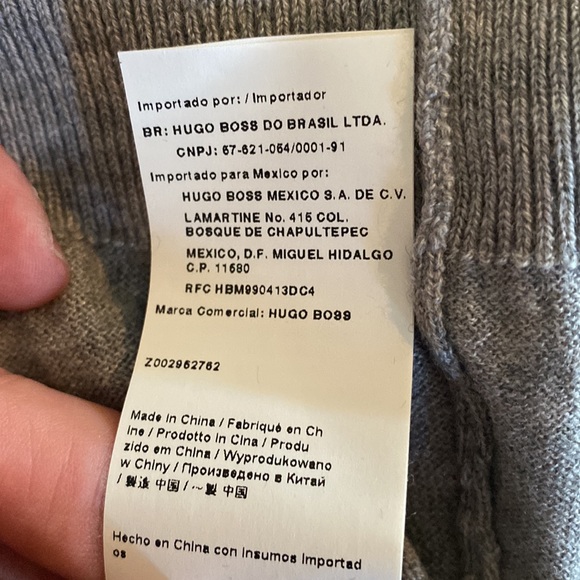 Importado por: / Importador
BR: HUGO BOSS DO BRASIL LTDA.
CNPJ: 67-621-064/0001-91
Importado para Mexico por:
HUGO BOSS MEXICO S.A. DE C.V.
LAMARTINE No. 415 COL.
BOSQUE DE CHAPULTEPEC
MEXICO, D.F. MIGUEL HIDALGO
C.P. 11580
RFC HBM990413DC4
Marca Comercial: HUGO BOSS
Z002952762
Made in China / Fabriqué en Ch
ine / Prodotto in Cina / Produ
zido em China / Wyprodukowano
w Chiny / Произведено в Китай
/ 製造 中国 / 製 中国
Hecho en China con insumos importad
os